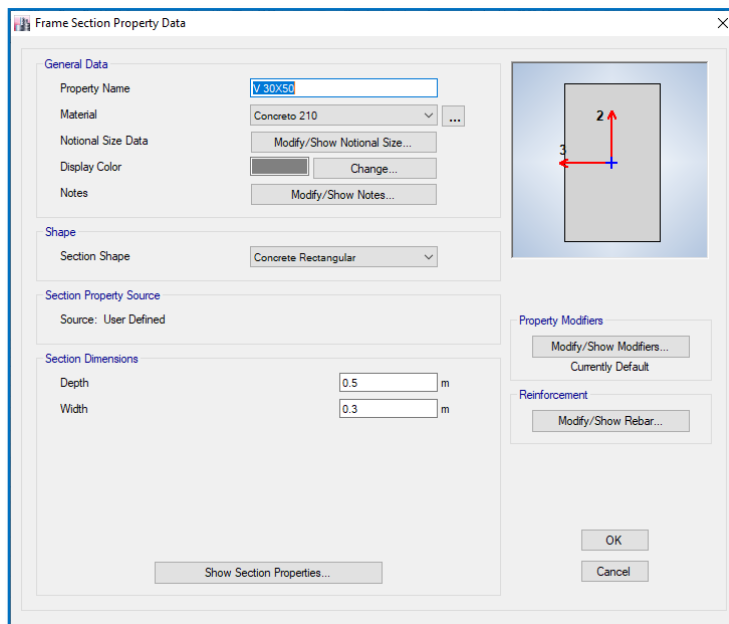 Frame Section Property Data
General Data
Property Name V 30X50
Material Concreto 210 ...
Notional Size Data Modify/Show Notional Size...
Display Color Change...
Notes Modify/Show Notes...
2
3
Shape
Section Shape Concrete Rectangular
Section Property Source
Source: User Defined
Section Dimensions
Depth 0.5 m
Width 0.3 m
Show Section Properties...
Property Modifiers
Modify/Show Modifiers...
Currently Default
Reinforcement
Modify/Show Rebar...
OK
Cancel